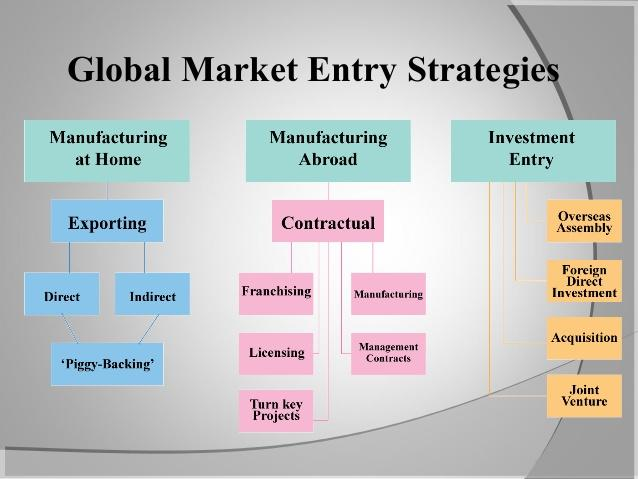 Global Market Entry Strategies
Manufacturing
at Home
Exporting
Direct
Indirect
‘Piggy-Backing’
Manufacturing
Abroad
Contractual
Franchising
Manufacturing
Licensing
Management
Contracts
Turn key
Projects
Investment
Entry
Overseas
Assembly
Foreign
Direct
Investment
Acquisition
Joint
Venture